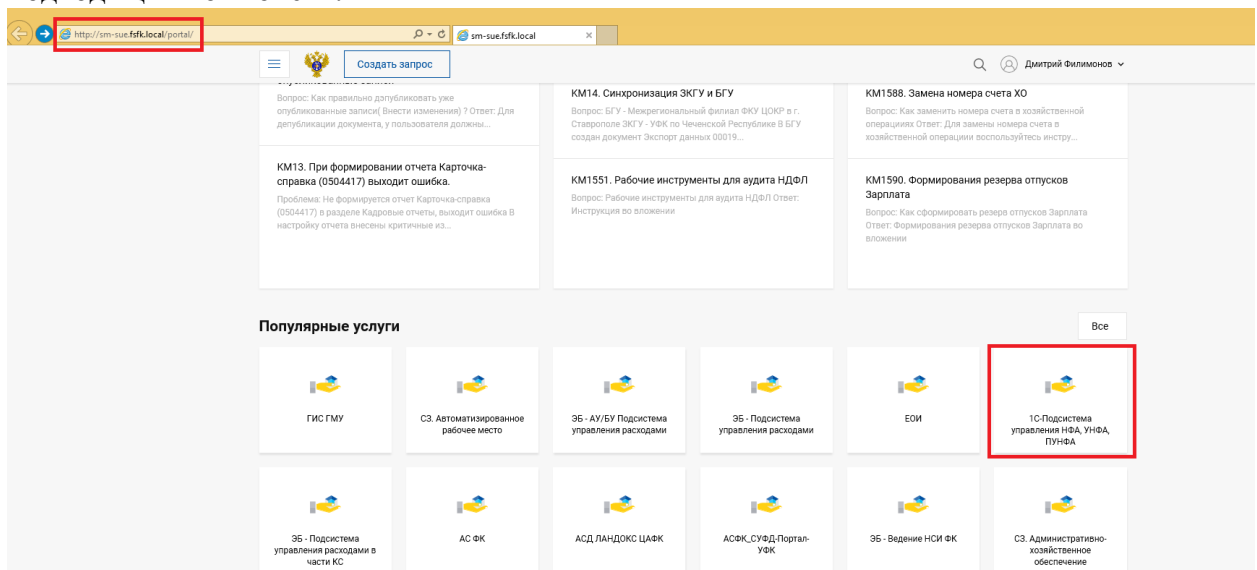 http://sm-sue.fsfk.local/portal/
sm-sue.fsfk.local
Создать запрос
Дмитрий Филимонов
Вопрос: Как правильно дэпубликовать уже
опубликованные записи( Внести изменения) ? Ответ: Для
депубликации документа, у пользователя должны...
КМ14. Синхронизация ЗКГУ и БГУ
Вопрос: БГУ - Межрегиональный филиал ФКУ ЦОКР в г.
Ставрополе ЗКГУ - УФК по Чеченской Республике В БГУ
создан документ Экспорт данных 00019...
КМ1588. Замена номера счета ХО
Вопрос: Как заменить номера счета в хозяйственной
операциях Ответ: Для замены номера счета в
хозяйственной операции воспользуйтесь инстру...
КМ13. При формировании отчета Карточка-
справка (0504417) выходит ошибка.
Проблема: Не формируется отчет Карточка-справка
(0504417) в разделе Кадровые отчеты, выходит ошибка В
настройку отчета внесены критичные из...
КМ1551. Рабочие инструменты для аудита НДФЛ
Вопрос: Рабочие инструменты для аудита НДФЛ Ответ:
Инструкция во вложении
КМ1590. Формирования резерва отпусков
Зарплата
Вопрос: Как сформировать резерв отпусков Зарплата
Ответ: Формирования резерва отпусков Зарплата во
вложении
Популярные услуги
Все
ГИС ГМУ
СЗ. Автоматизированное
рабочее место
ЭБ - АУ/БУ Подсистема
управления расходами
ЭБ - Подсистема
управления расходами
ЕОИ
1С-Подсистема
управления НФА, УНФА,
ПУНФА
ЭБ - Подсистема
управления расходами в
части КС
АС ФК
АСД ЛАНДОКС ЦАФК
АСФК_СУФД-Портал-
УФК
ЭБ - Ведение НСИ ФК
СЗ. Административно-
хозяйственное
обеспечение